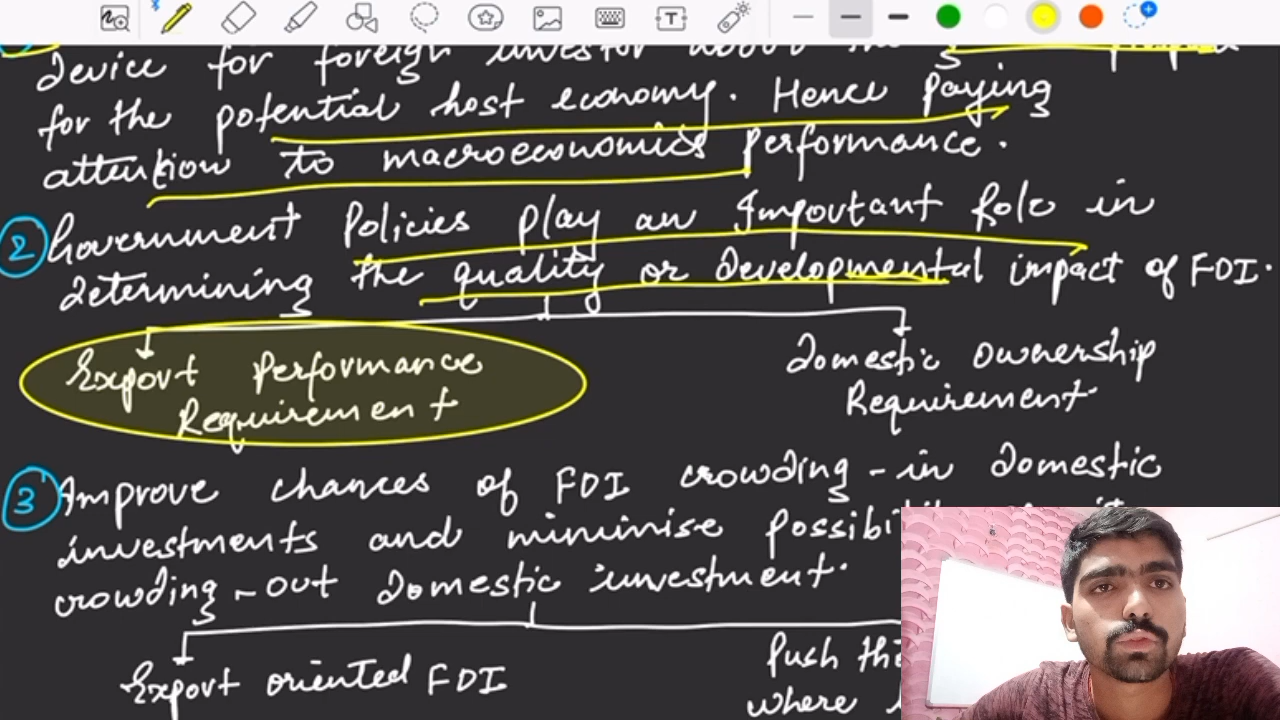 device for foreign investor about the
for the potential host economy. Hence paying
attention to macroeconomics performance.
2 Government Policies Play an Important Role in
determining the quality or developmental impact of FDI.
Export Performance Requirement
Domestic Ownership Requirement
3 Improve chances of FDI crowding-in domestic
investments and minimise
crowding-out domestic investment.
Export oriented FDI
Push
where